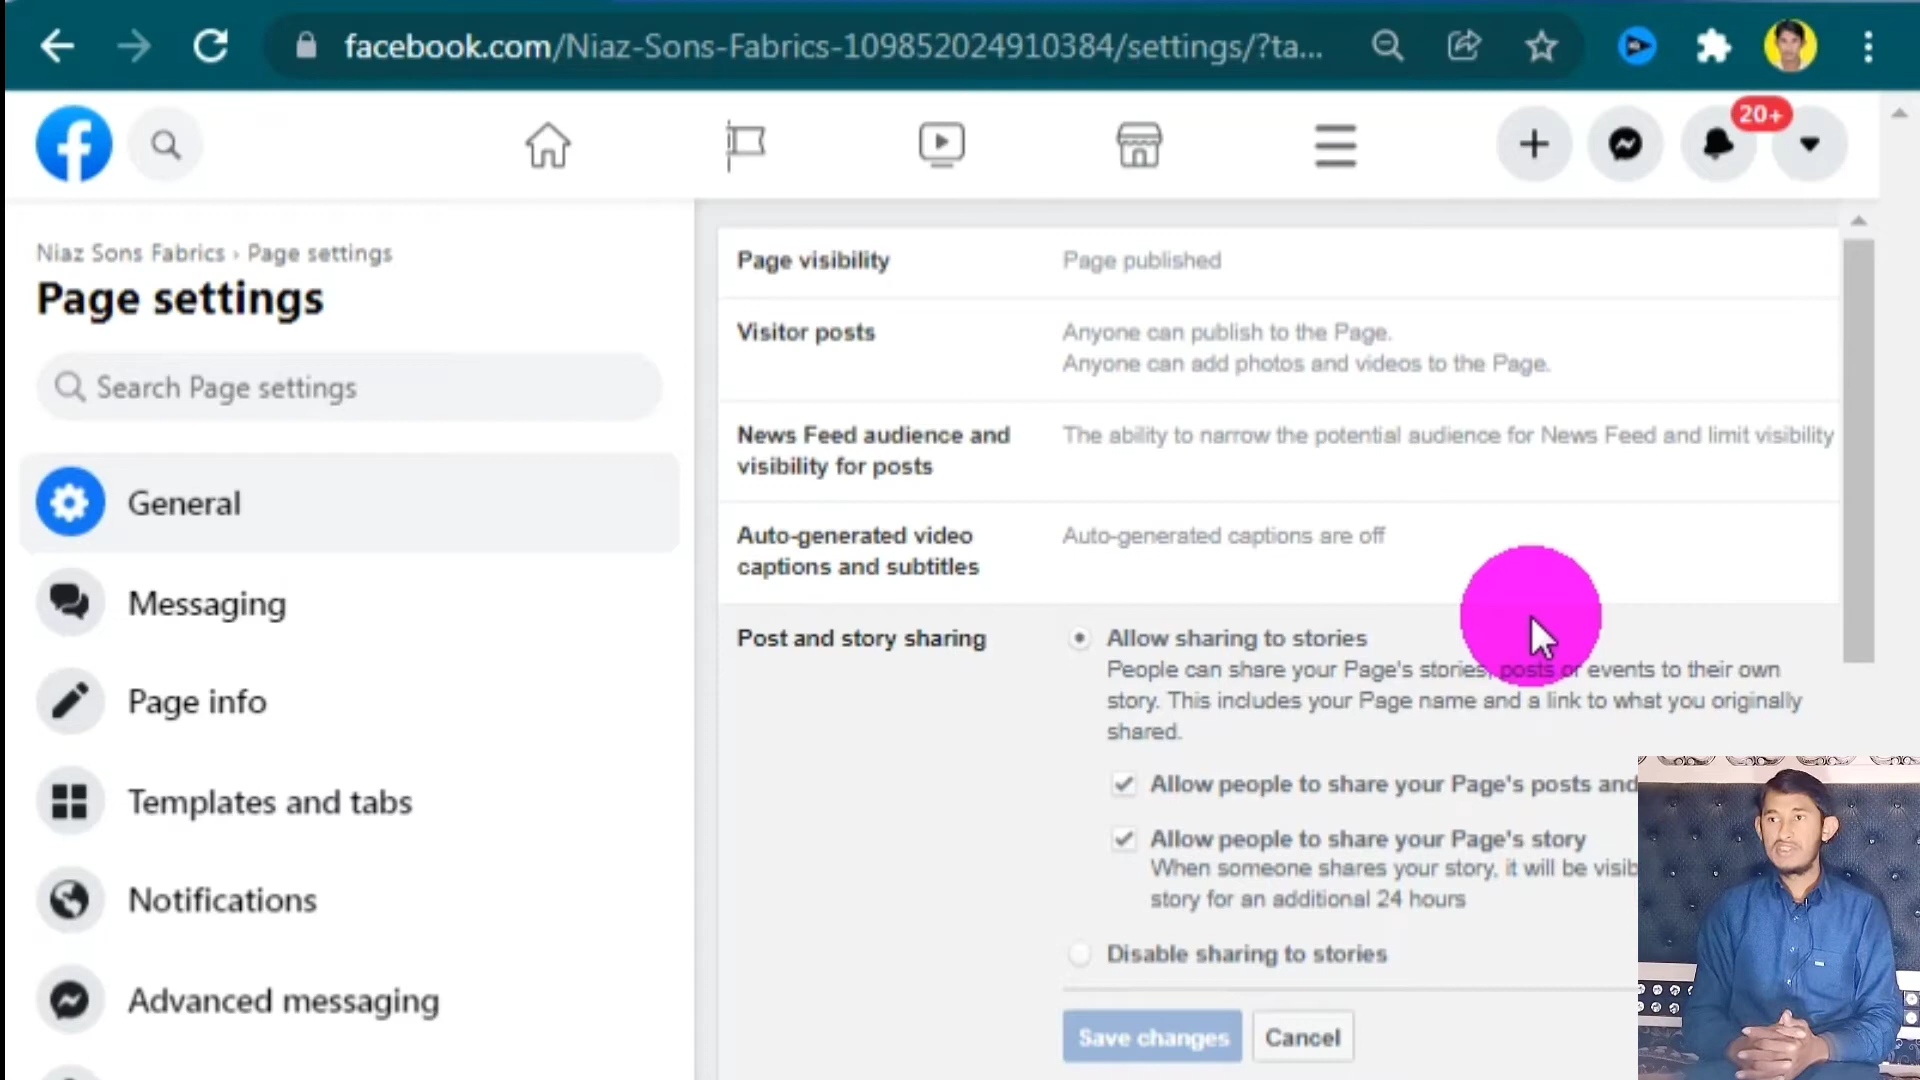 facebook.com/Niaz-Sons-Fabrics-109852024910384/settings/?ta...
20+
Niaz Sons Fabrics › Page settings
Page settings
Search Page settings
General
Messaging
Page info
Templates and tabs
Notifications
Advanced messaging
Page visibility
Page published
Visitor posts
Anyone can publish to the Page.
Anyone can add photos and videos to the Page.
News Feed audience and
visibility for posts
The ability to narrow the potential audience for News Feed and limit visibility
Auto-generated video
captions and subtitles
Auto-generated captions are off
Post and story sharing
Allow sharing to stories
People can share your Page's stories, posts or events to their own
story. This includes your Page name and a link to what you originally
shared.
Allow people to share your Page's posts and
Allow people to share your Page's story
When someone shares your story, it will be
story for an additional 24 hours
Disable sharing to stories
Save changes
Cancel